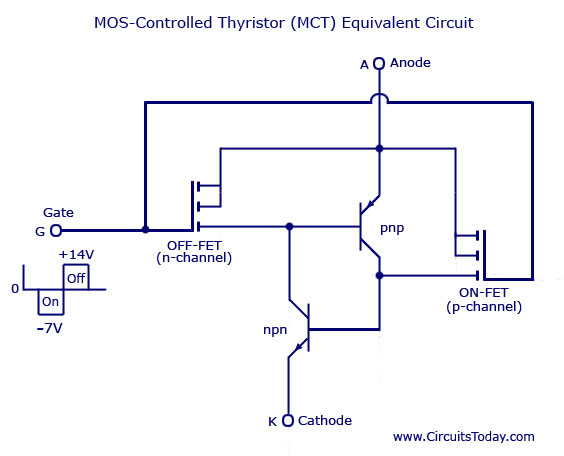 MOS-Controlled Thyristor (MCT) Equivalent Circuit
A
Anode
Gate
G
OFF-FET
(n-channel)
pnp
+14V
0
Off
On
-7V
ON-FET
(p-channel)
npn
K
Cathode
www.CircuitsToday.com